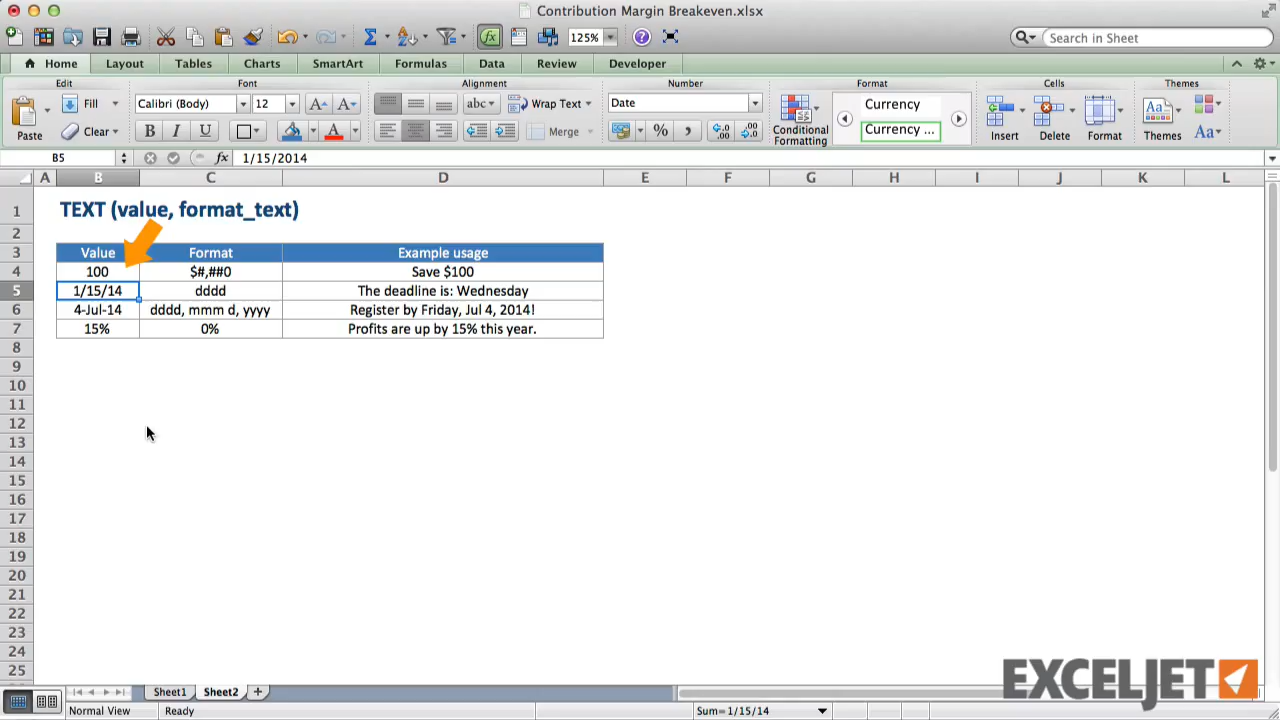 Contribution Margin Breakeven.xlsx
125%
Search in Sheet
Home Layout Tables Charts SmartArt Formulas Data Review Developer
Edit Font Alignment Number Format Cells Themes
Paste Fill Clear
Calibri (Body) 12 A A
B I U A
abc Wrap Text Merge
Date
% , .0 .00 .00 .0
Conditional Formatting
Currency
Currency ...
Insert Delete Format Themes Aa
B5 fx 1/15/2014
A B C D E F G H I J K L
1 TEXT (value, format_text)
2
3 Value Format Example usage
4 100 $#,##0 Save $100
5 1/15/14 dddd The deadline is: Wednesday
6 4-Jul-14 dddd, mmm d, yyyy Register by Friday, Jul 4, 2014!
7 15% 0% Profits are up by 15% this year.
8
9
10
11
12
13
14
15
16
17
18
19
20
21
22
23
24
25
EXCELJET
Sheet1 Sheet2
Normal View Ready Sum=1/15/14